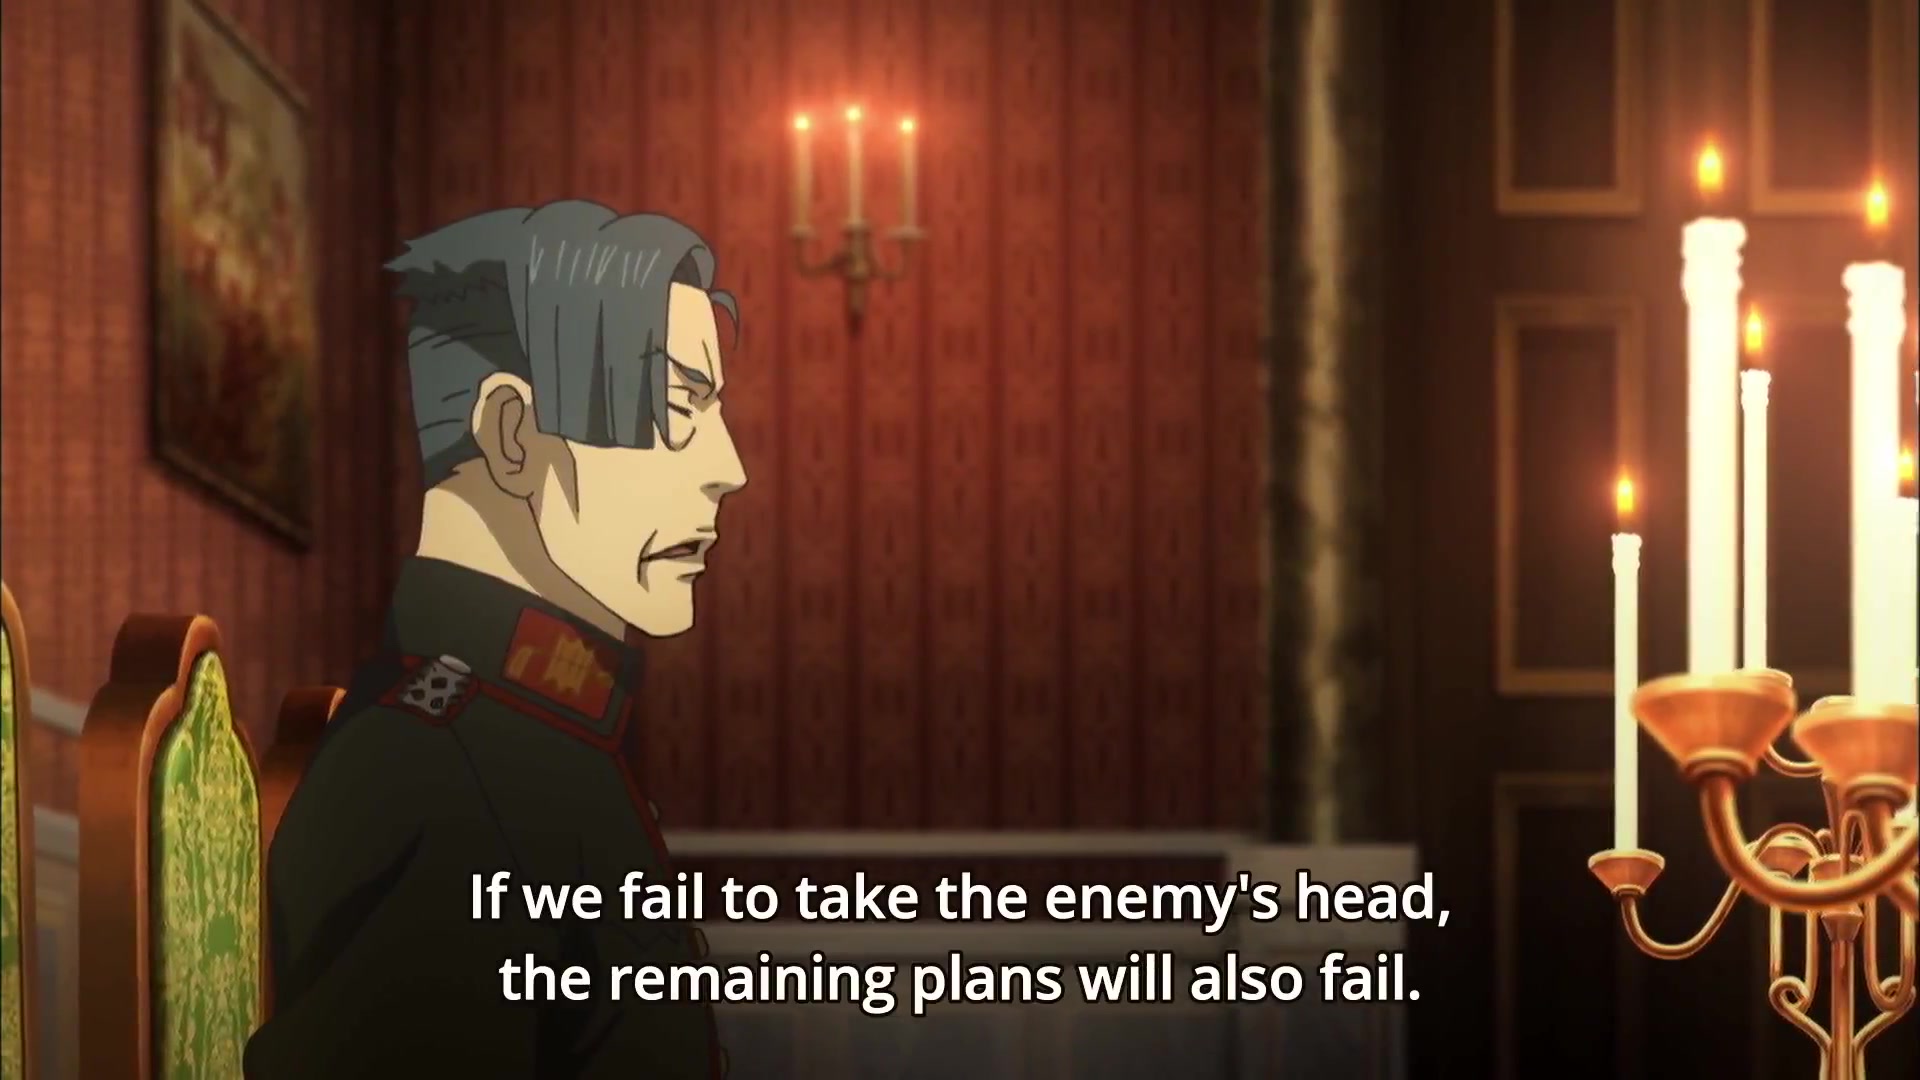 If we fail to take the enemy's head,
the remaining plans will also fail.